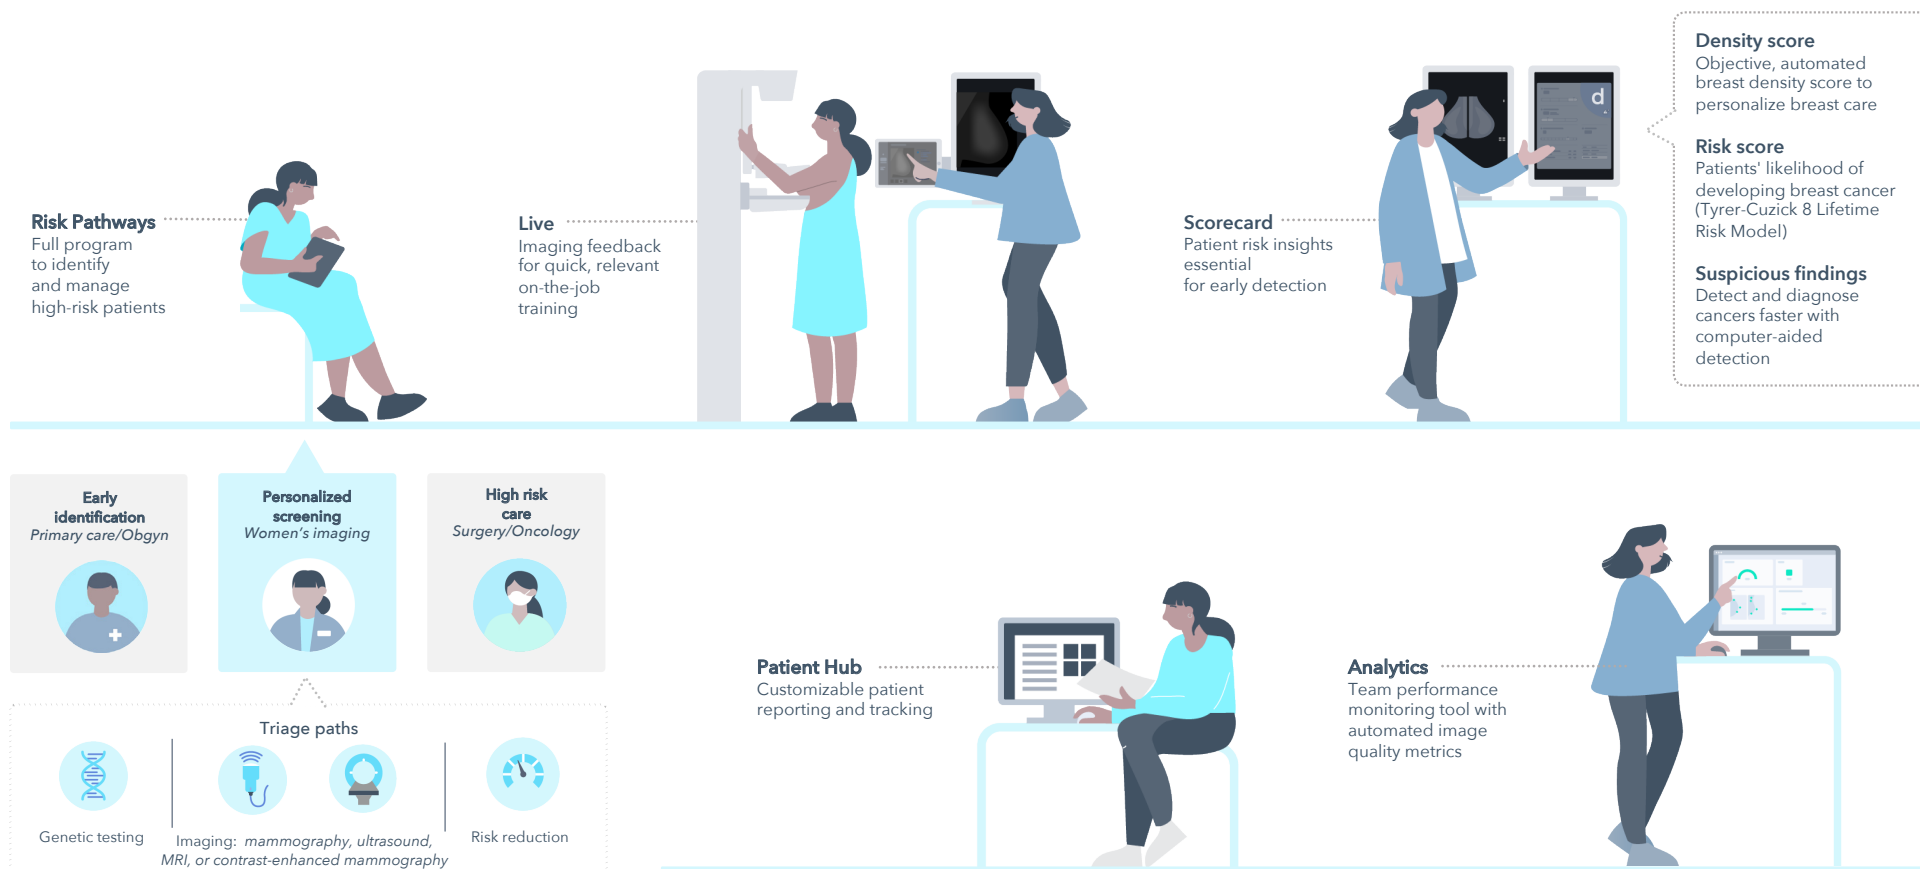 Risk Pathways
Full program
to identify
and manage
high-risk patients
Live
Imaging feedback
for quick, relevant
on-the-job
training
Scorecard
Patient risk insights
essential
for early detection
d
Density score
Objective, automated
breast density score to
personalize breast care
Risk score
Patients' likelihood of
developing breast cancer
(Tyrer-Cuzick 8 Lifetime
Risk Model)
Suspicious findings
Detect and diagnose
cancers faster with
computer-aided
detection
Early
identification
Primary care/Obgyn
Personalized
screening
Women's imaging
High risk
care
Surgery/Oncology
Triage paths
Genetic testing
Imaging: mammography, ultrasound,
MRI, or contrast-enhanced mammography
Risk reduction
Patient Hub
Customizable patient
reporting and tracking
Analytics
Team performance
monitoring tool with
automated image
quality metrics